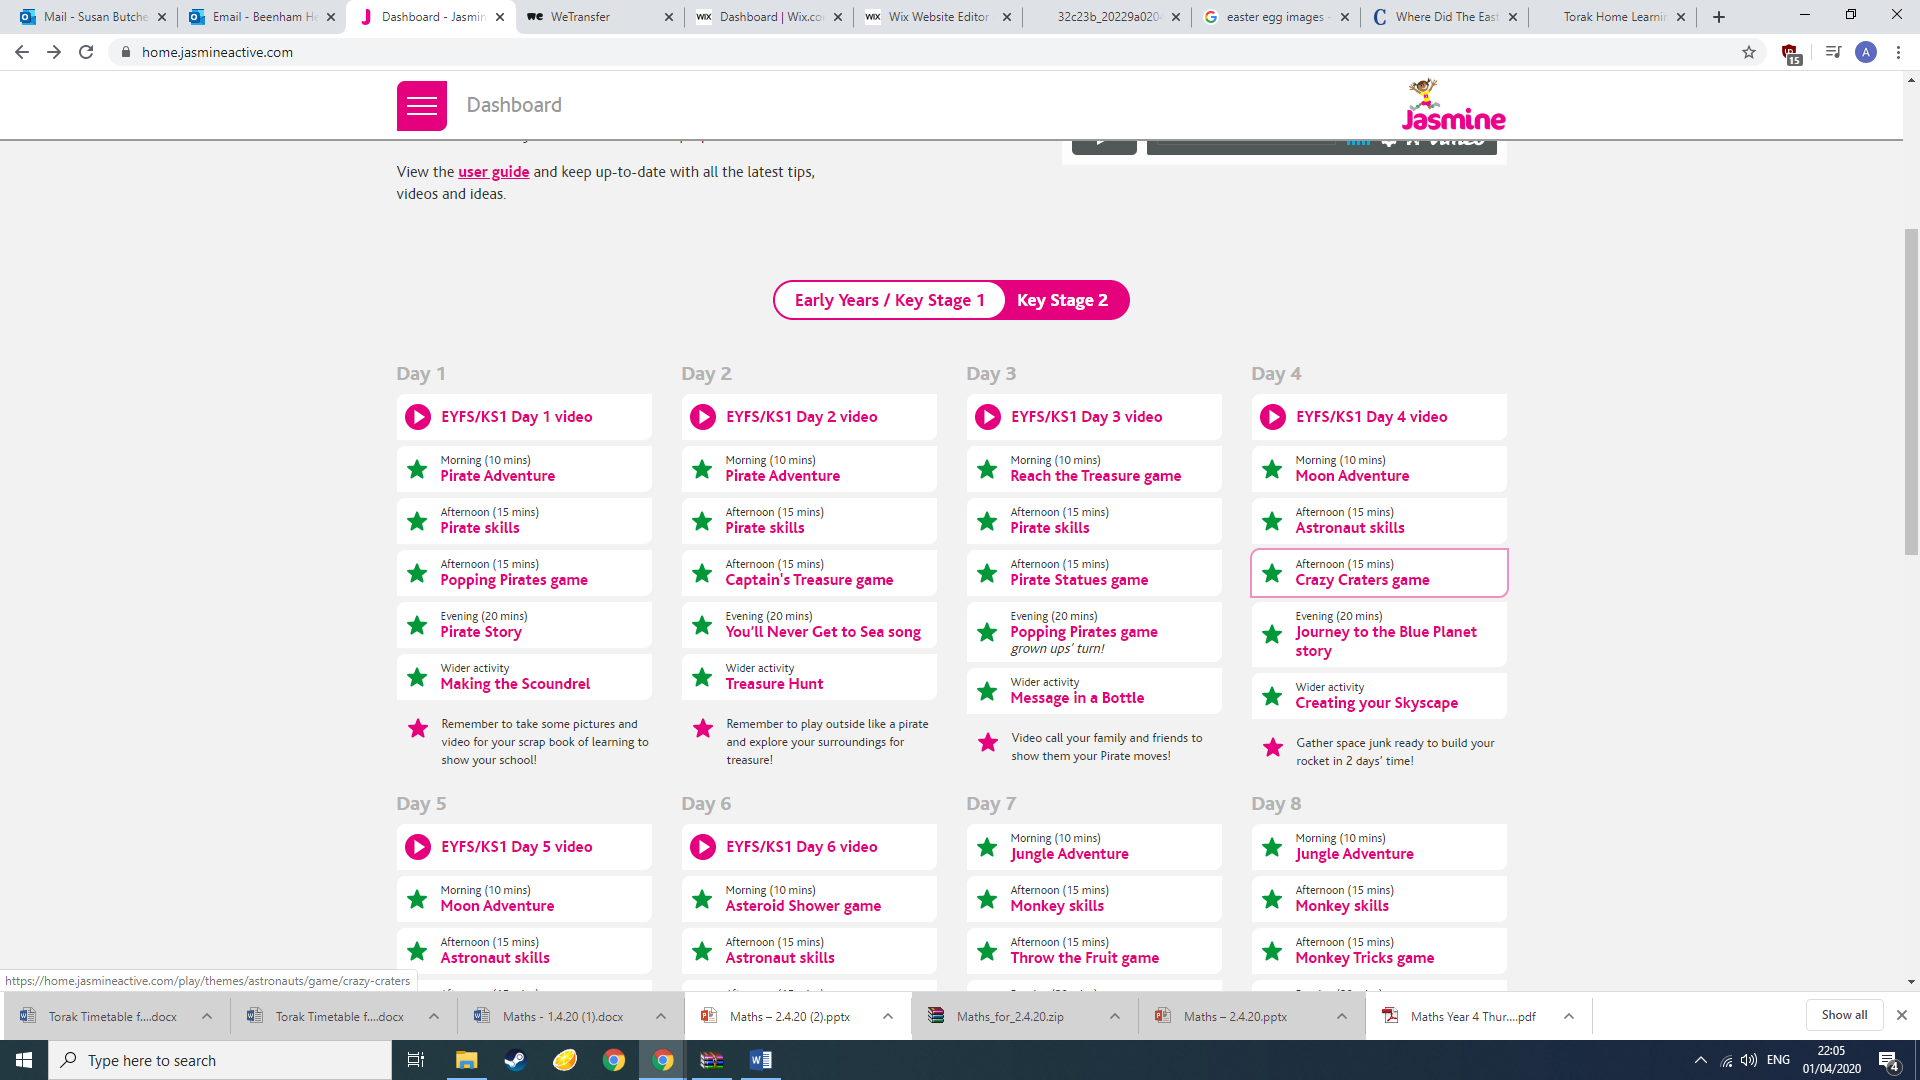 Mail - Susan Butche
Email - Beenham He
Dashboard - Jasmin
WeTransfer
Dashboard | Wix.co
Wix Website Editor
32c23b_20229a020
easter egg images -
Where Did The East
Torak Home Learnin
home.jasmineactive.com
15
A
Dashboard
Jasmine
View the user guide and keep up-to-date with all the latest tips,
videos and ideas.
vimeo
Early Years / Key Stage 1
Key Stage 2
Day 1
EYFS/KS1 Day 1 video
Morning (10 mins)
Pirate Adventure
Afternoon (15 mins)
Pirate skills
Afternoon (15 mins)
Popping Pirates game
Evening (20 mins)
Pirate Story
Wider activity
Making the Scoundrel
Remember to take some pictures and
video for your scrap book of learning to
show your school!
Day 2
EYFS/KS1 Day 2 video
Morning (10 mins)
Pirate Adventure
Afternoon (15 mins)
Pirate skills
Afternoon (15 mins)
Captain's Treasure game
Evening (20 mins)
You'll Never Get to Sea song
Wider activity
Treasure Hunt
Remember to play outside like a pirate
and explore your surroundings for
treasure!
Day 3
EYFS/KS1 Day 3 video
Morning (10 mins)
Reach the Treasure game
Afternoon (15 mins)
Pirate skills
Afternoon (15 mins)
Pirate Statues game
Evening (20 mins)
Popping Pirates game
grown ups' turn!
Wider activity
Message in a Bottle
Video call your family and friends to
show them your Pirate moves!
Day 4
EYFS/KS1 Day 4 video
Morning (10 mins)
Moon Adventure
Afternoon (15 mins)
Astronaut skills
Afternoon (15 mins)
Crazy Craters game
Evening (20 mins)
Journey to the Blue Planet
story
Wider activity
Creating your Skyscape
Gather space junk ready to build your
rocket in 2 days' time!
Day 5
EYFS/KS1 Day 5 video
Morning (10 mins)
Moon Adventure
Afternoon (15 mins)
Astronaut skills
Day 6
EYFS/KS1 Day 6 video
Morning (10 mins)
Asteroid Shower game
Afternoon (15 mins)
Astronaut skills
Day 7
Morning (10 mins)
Jungle Adventure
Afternoon (15 mins)
Monkey skills
Afternoon (15 mins)
Throw the Fruit game
Day 8
Morning (10 mins)
Jungle Adventure
Afternoon (15 mins)
Monkey skills
Afternoon (15 mins)
Monkey Tricks game
https://home.jasmineactive.com/play/themes/astronauts/game/crazy-craters
Torak Timetable f....docx
Torak Timetable f....docx
Maths - 1.4.20 (1).docx
Maths – 2.4.20 (2).pptx
Maths_for_2.4.20.zip
Maths – 2.4.20.pptx
Maths Year 4 Thur....pdf
Show all
Type here to search
ENG
22:05
01/04/2020
4